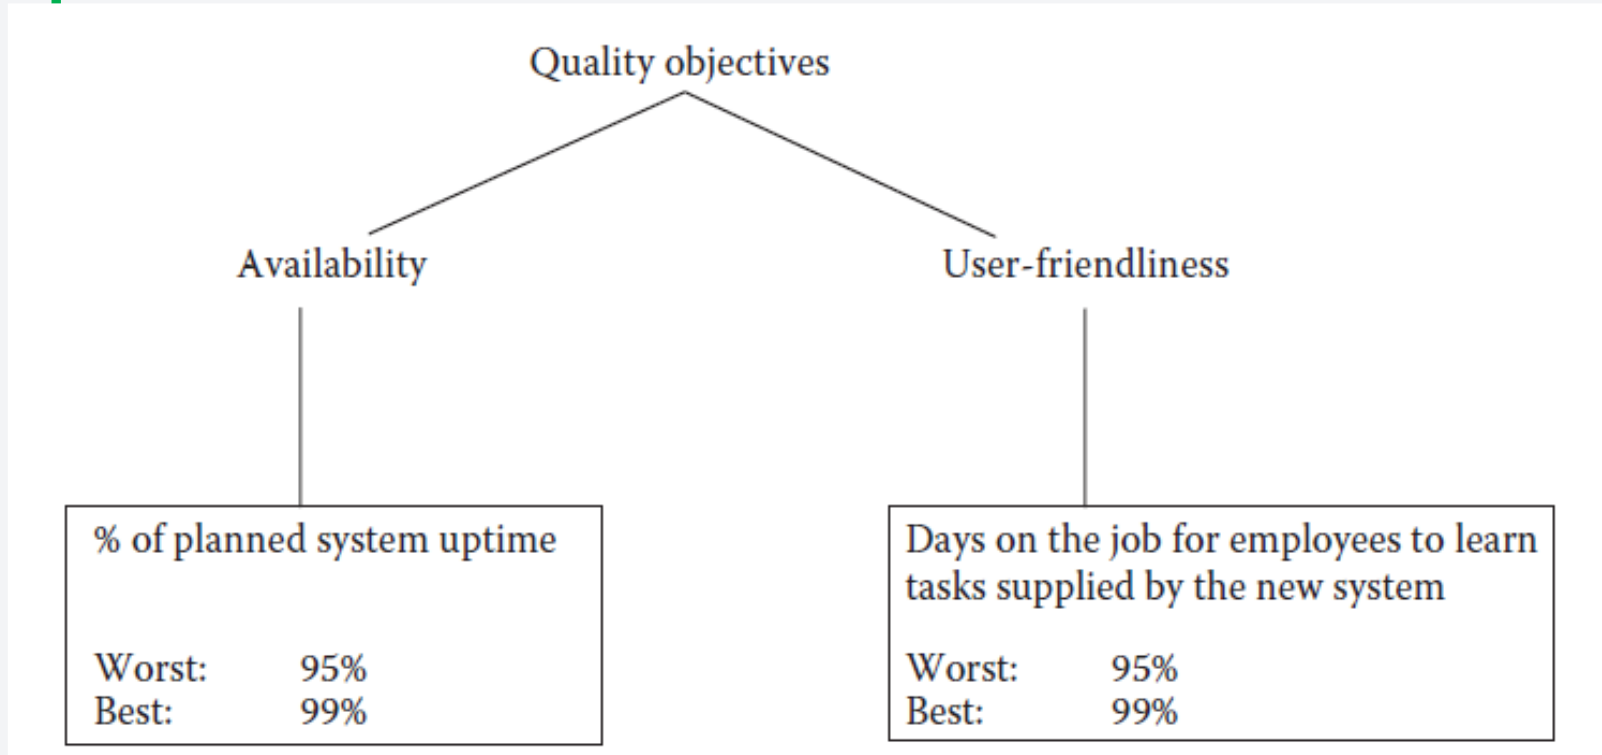 Quality objectives
Availability
User-friendliness
% of planned system uptime
Worst: 95%
Best: 99%
Days on the job for employees to learn
tasks supplied by the new system
Worst: 95%
Best: 99%